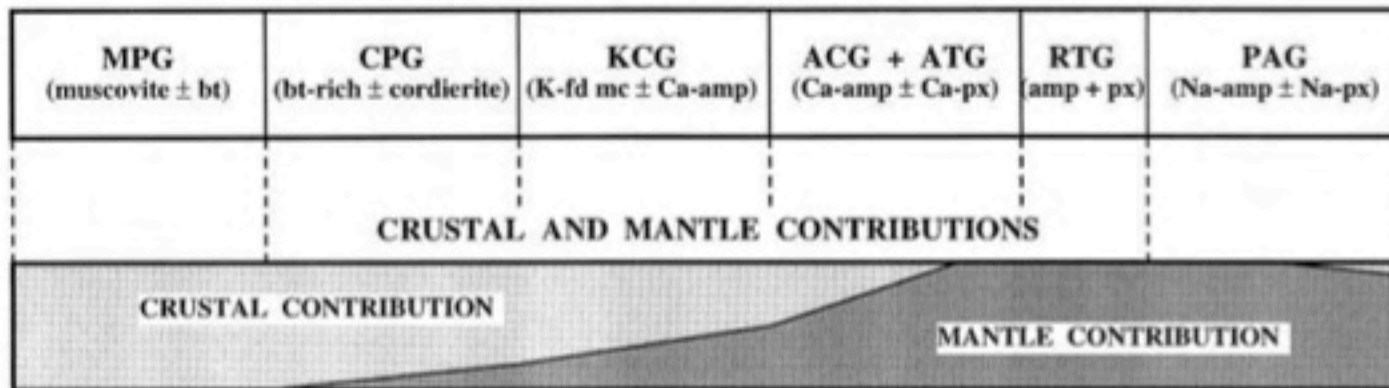 MPG
(muscovite ± bt)
CPG
(bt-rich ± cordierite)
KCG
(K-fd mc ± Ca-amp)
ACG + ATG
(Ca-amp ± Ca-px)
RTG
(amp + px)
PAG
(Na-amp ± Na-px)
CRUSTAL AND MANTLE CONTRIBUTIONS
CRUSTAL CONTRIBUTION
MANTLE CONTRIBUTION